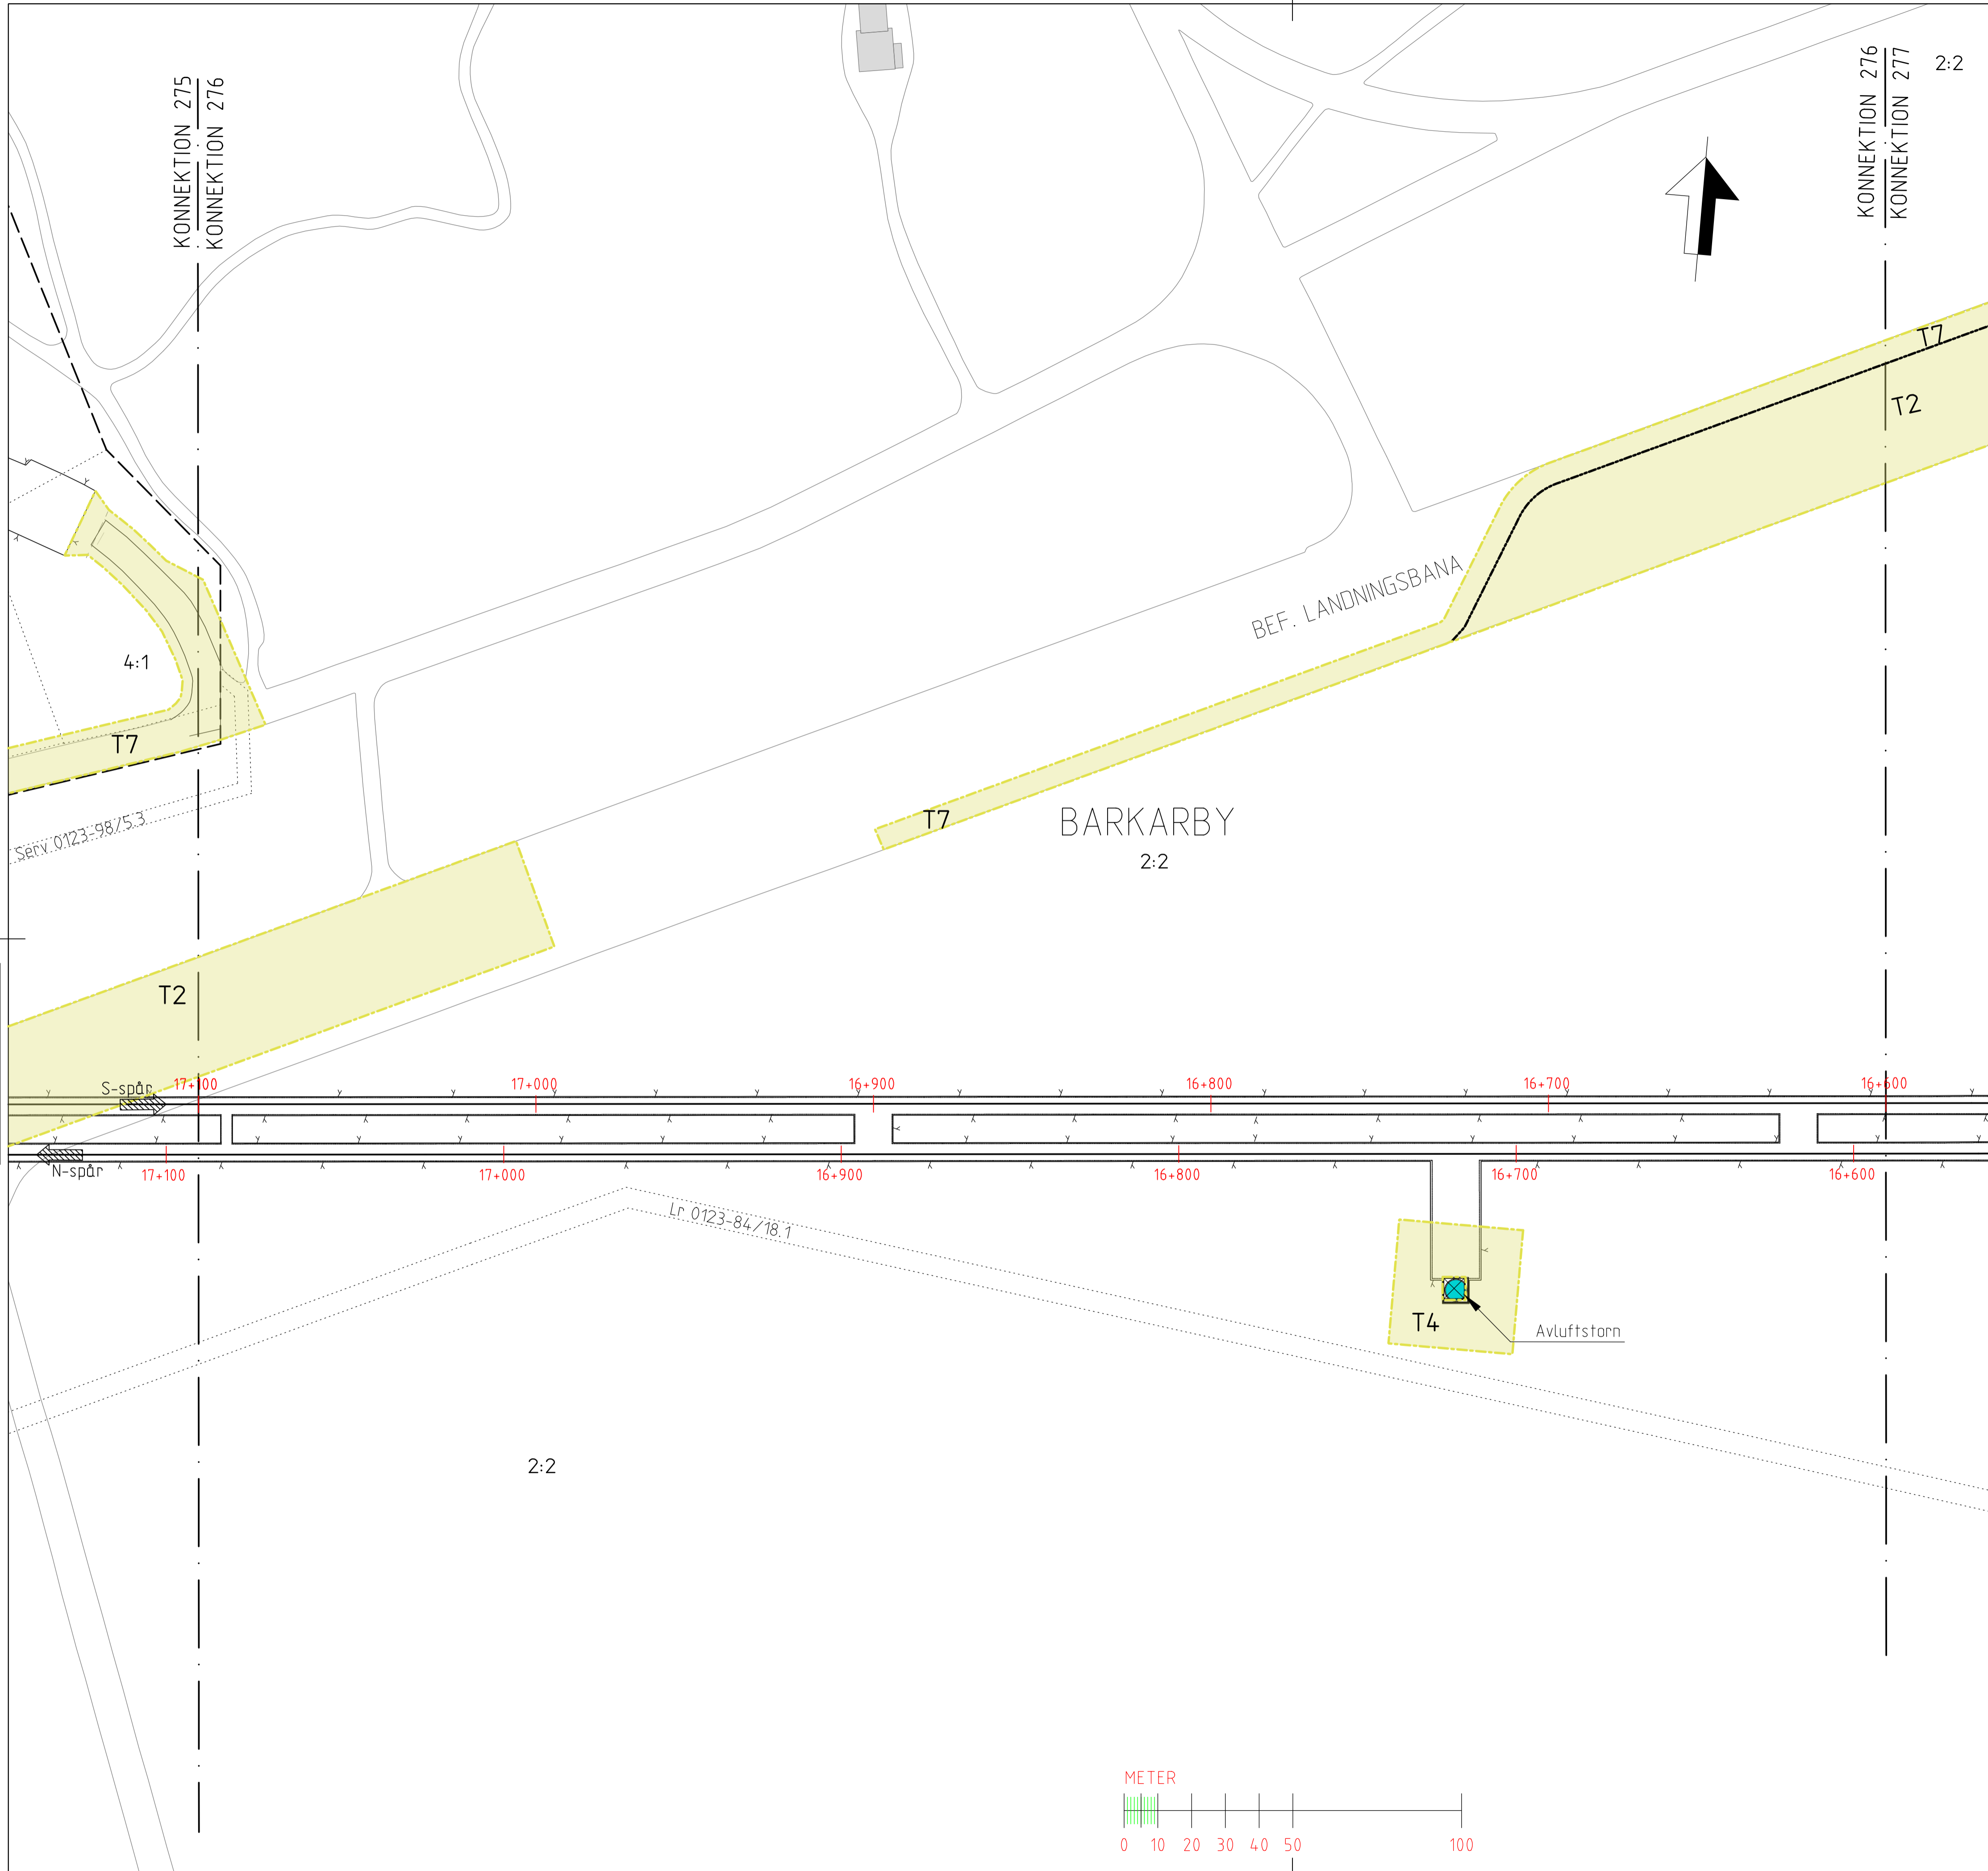 KONNEKTION 275
KONNEKTION 276
KONNEKTION 276
KONNEKTION 277
2:2
T7
T2
BEF. LANDNINGSBANA
4:1
T7
T7
BARKARBY
2:2
Serv 0123-98/5.3
T2
S-spår
17+100
17+000
16+900
16+800
16+700
16+600
N-spår
17+100
17+000
16+900
16+800
16+700
16+600
Lr 0123-84/18.1
T4
Avluftstorn
2:2
METER
0 10 20 30 40 50 100